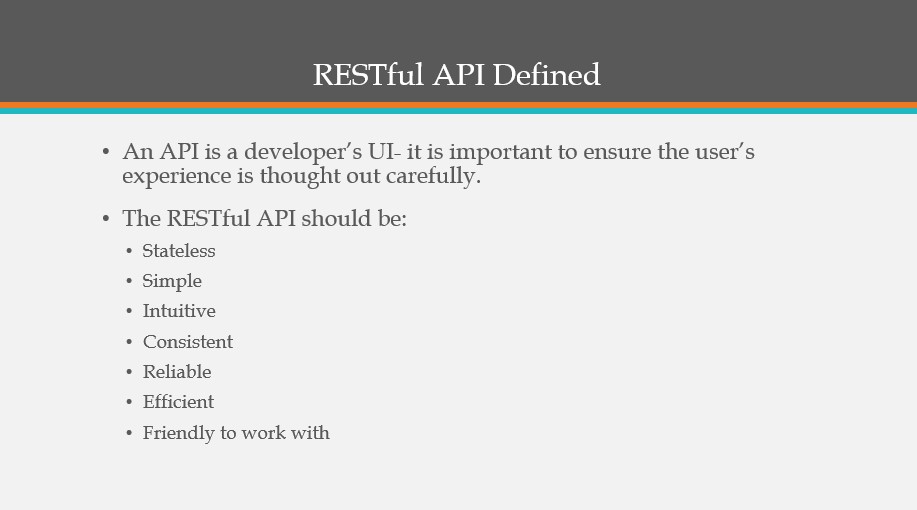 RESTful API Defined
• An API is a developer’s UI- it is important to ensure the user’s
experience is thought out carefully.
• The RESTful API should be:
• Stateless
• Simple
• Intuitive
• Consistent
• Reliable
• Efficient
• Friendly to work with